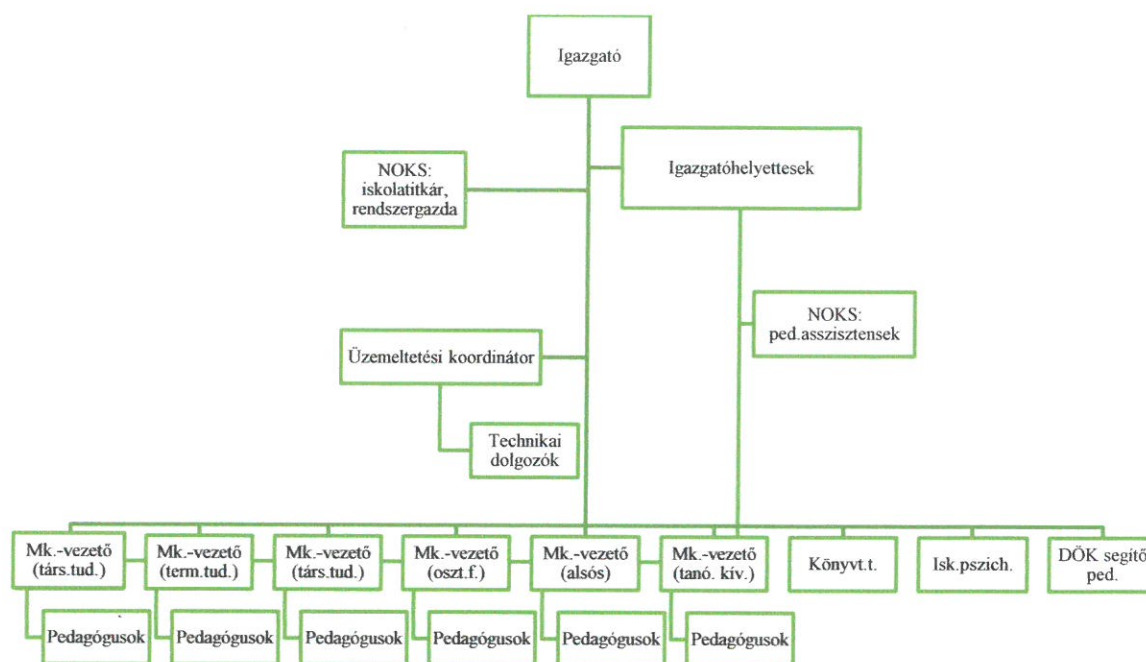 Igazgató
NOKS:
iskolatitkár,
rendszergazda
Igazgatóhelyettesek
NOKS:
ped.asszisztensek
Üzemeltetési koordinátor
Technikai
dolgozók
Mk.-vezető
(társ.tud.)
Mk.-vezető
(term.tud.)
Mk.-vezető
(társ.tud.)
Mk.-vezető
(oszt.f.)
Mk.-vezető
(alsós)
Mk.-vezető
(tanó. kív.)
Könyvt.t.
Isk.pszich.
DÖK segítő
ped.
Pedagógusok
Pedagógusok
Pedagógusok
Pedagógusok
Pedagógusok
Pedagógusok